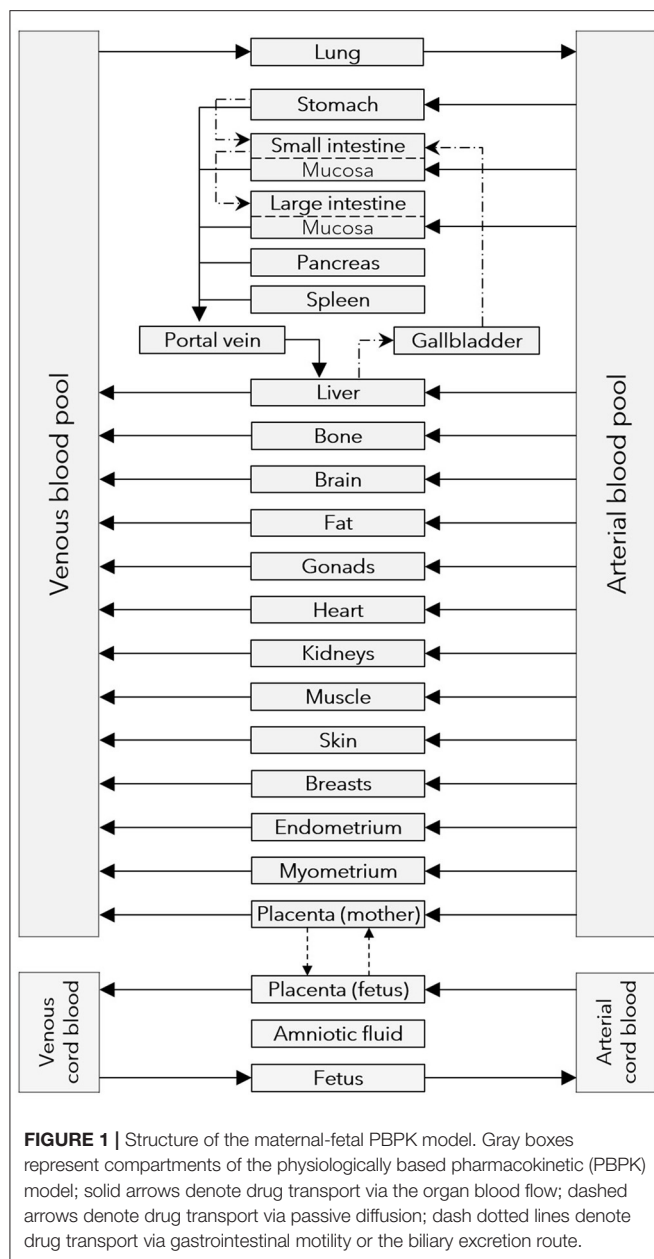 Venous blood pool
Arterial blood pool
Lung
Stomach
Small intestine
Mucosa
Large intestine
Mucosa
Pancreas
Spleen
Portal vein
Gallbladder
Liver
Bone
Brain
Fat
Gonads
Heart
Kidneys
Muscle
Skin
Breasts
Endometrium
Myometrium
Placenta (mother)
Venous
cord blood
Arterial
cord blood
Placenta (fetus)
Amniotic fluid
Fetus
FIGURE 1 | Structure of the maternal-fetal PBPK model. Gray boxes
represent compartments of the physiologically based pharmacokinetic (PBPK)
model; solid arrows denote drug transport via the organ blood flow; dashed
arrows denote drug transport via passive diffusion; dash dotted lines denote
drug transport via gastrointestinal motility or the biliary excretion route.